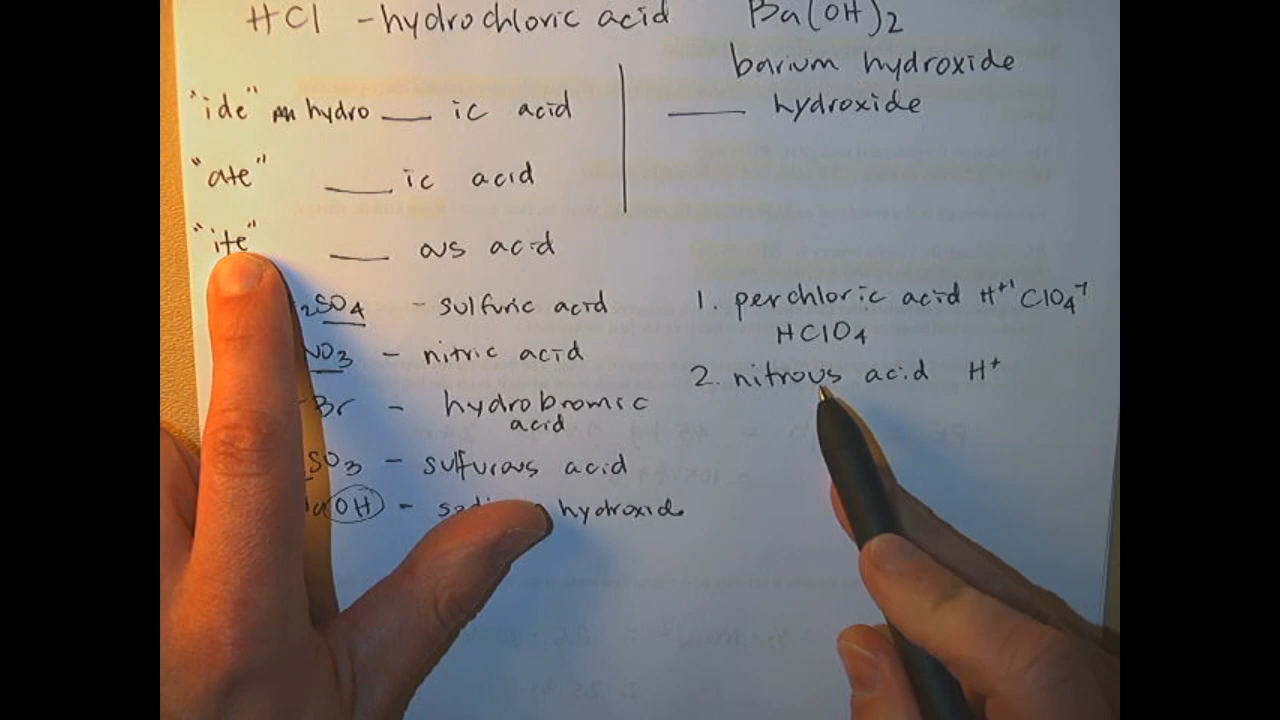 HCl - hydrochloric acid
Ba(OH)2
barium hydroxide
"ide" hydro ___ ic acid
___ hydroxide
"ate" ___ ic acid
"ite" ___ ous acid
2SO4 - sulfuric acid
NO3 - nitric acid
Br - hydrobromic
acid
SO3 - sulfurous acid
OH - hydroxide
1. perchloric acid H+1 ClO4-1
HClO4
2. nitrous acid H+